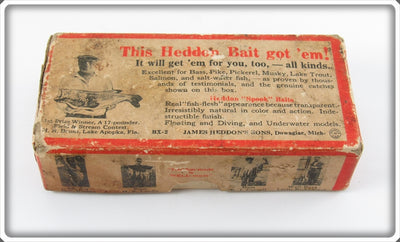 This Heddon Bait got 'em!
It will get 'em for you, too, — all kinds.
Excellent for Bass, Pike, Pickerel, Musky, Lake Trout,
Salmon, and salt-water fish, — as proven by thous-
ands of testimonials, and the genuine catches
shown on this box.
Heddon "Spook" Baits.
Real "fish-flesh" appearance because transparent.
Irresistibly natural in color and action. Inde-
structible finish.
Floating and Diving, and Underwater models.
BX-2 JAMES HEDDON'S SONS, Dowagiac, Mich.
1st Prize Winner, A 17-pounder,
Field & Stream Contest,
Lake Apopka, Fla.